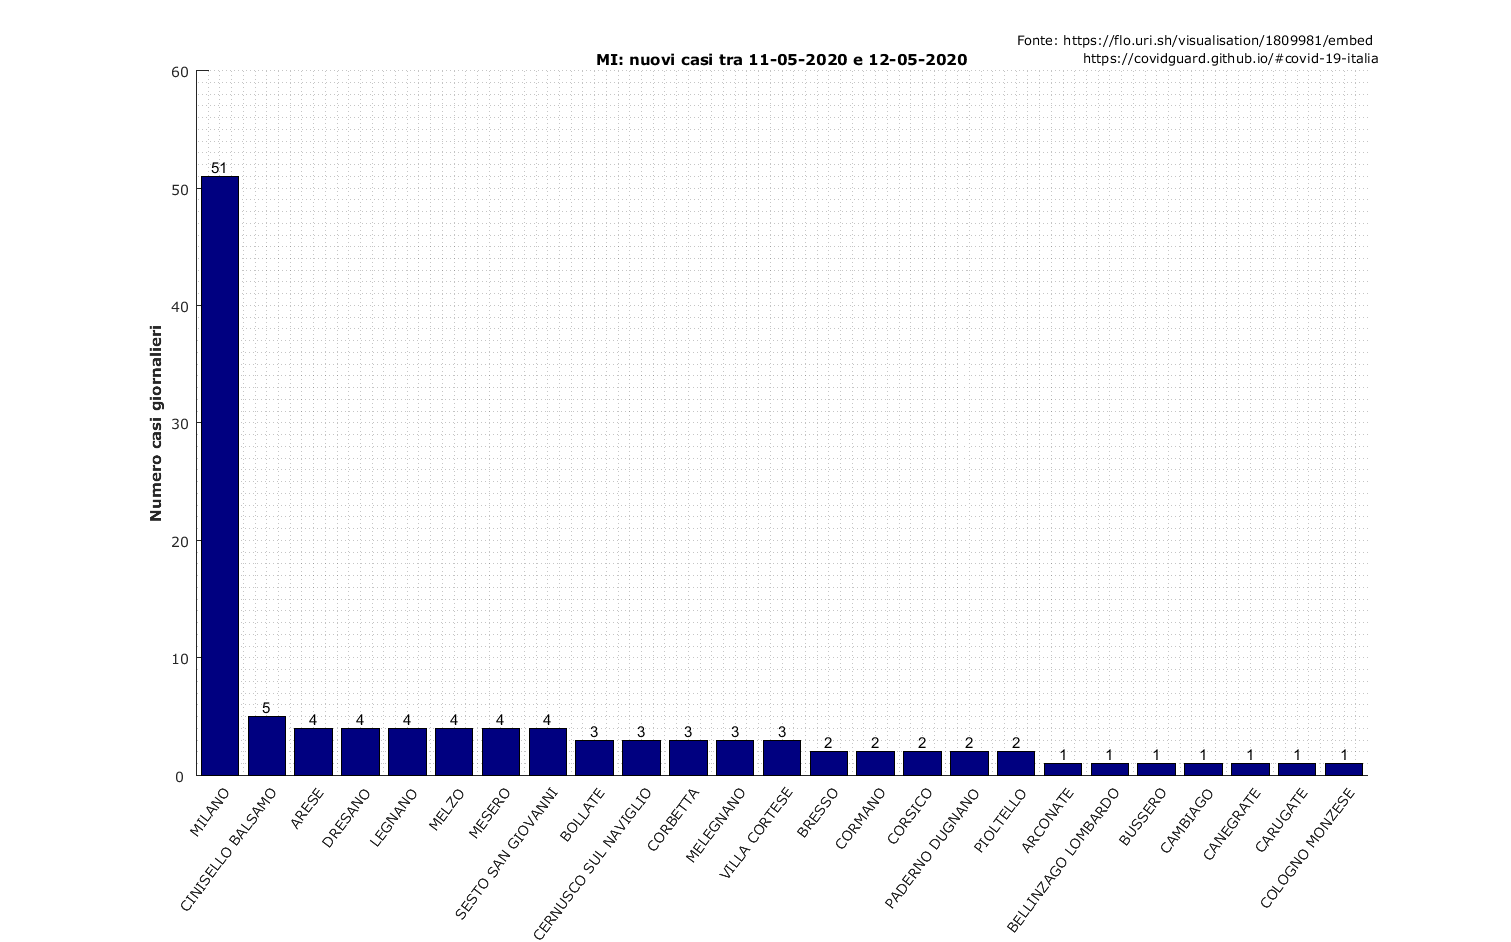 Fonte: https://flo.uri.sh/visualisation/1809981/embed
https://covidguard.github.io/#covid-19-italia
MI: nuovi casi tra 11-05-2020 e 12-05-2020
Numero casi giornalieri
60
50
40
30
20
10
0
51
5
4
4
4
4
4
4
3
3
3
3
3
2
2
2
2
2
1
1
1
1
1
1
1
MILANO
CINISELLO BALSAMO
ARESE
DRESANO
LEGNANO
MELZO
MESERO
SESTO SAN GIOVANNI
BOLLATE
CERNUSCO SUL NAVIGLIO
CORBETTA
MELEGNANO
VILLA CORTESE
BRESSO
CORMANO
CORSICO
PADERNO DUGNANO
PIOLTELLO
ARCONATE
BELLINZAGO LOMBARDO
BUSSERO
CAMBIAGO
CANEGRATE
CARUGATE
COLOGNO MONZESE